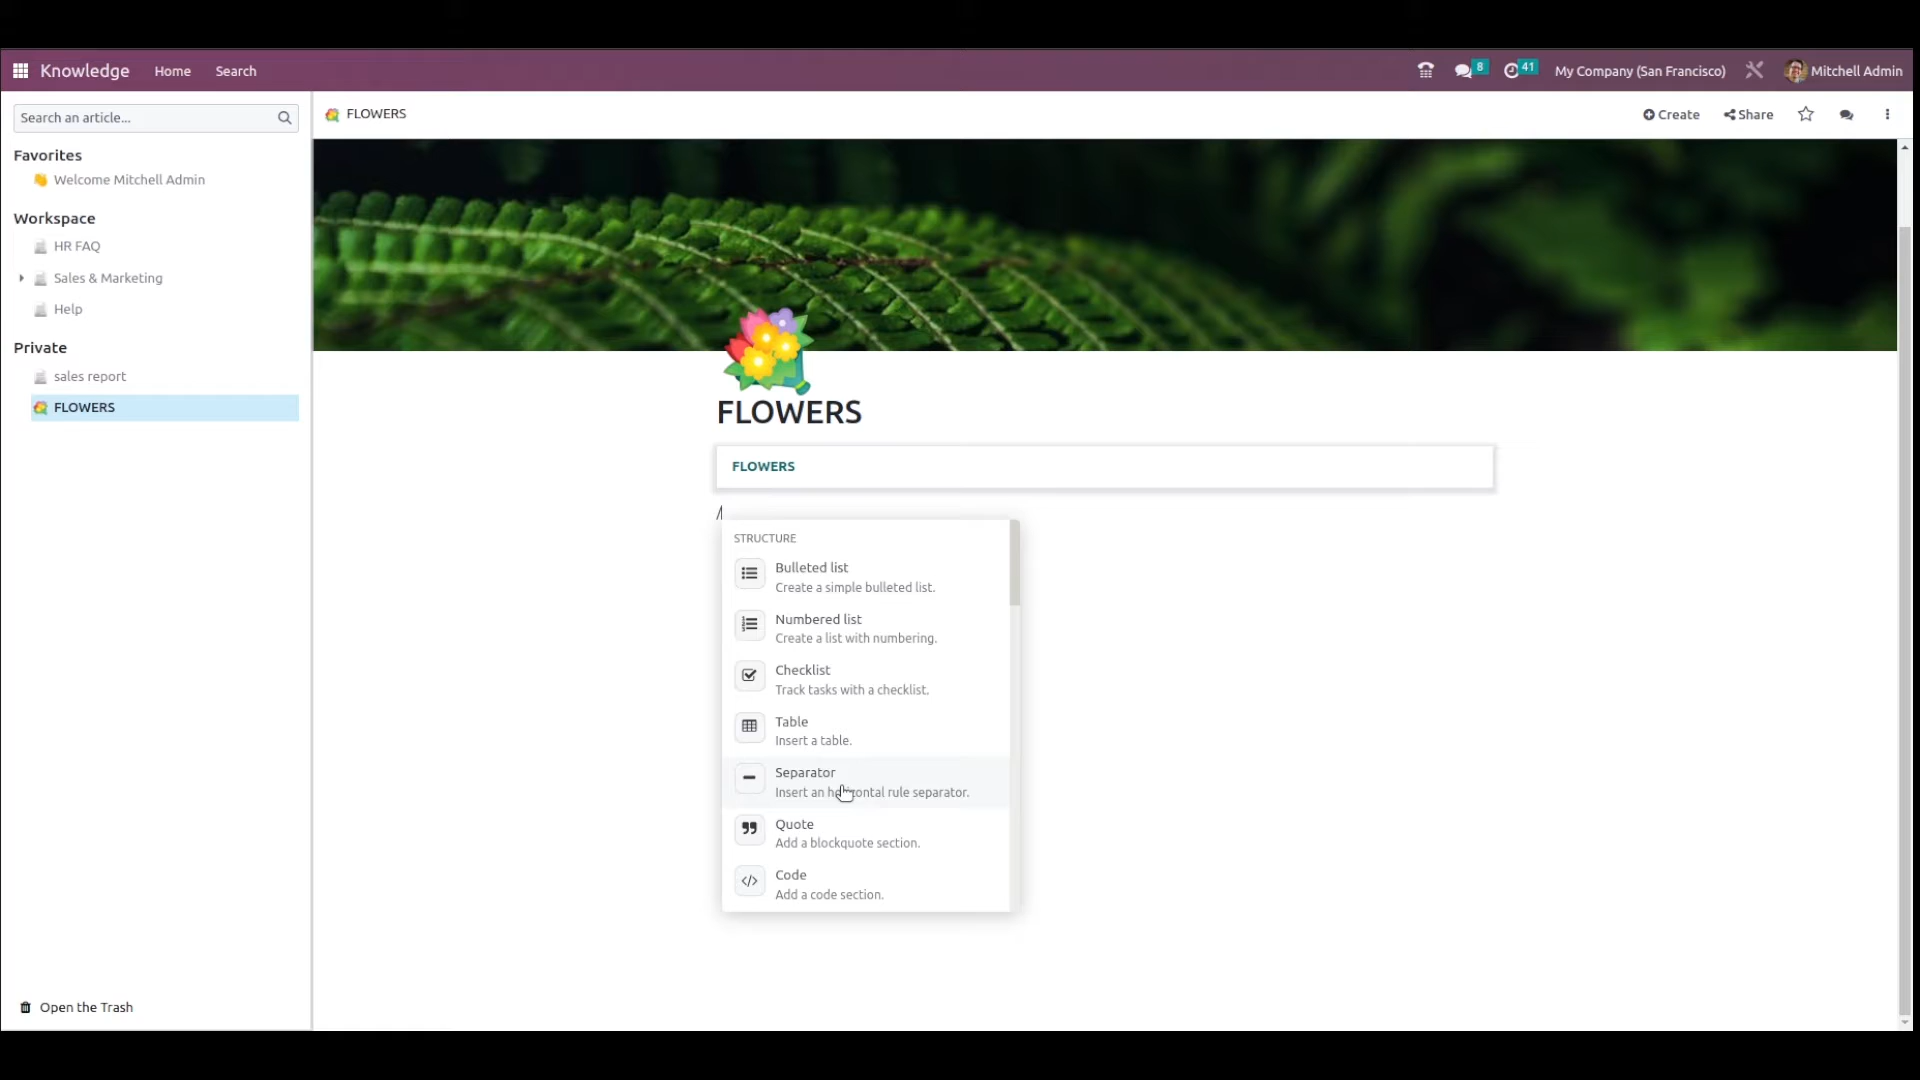 Knowledge Home Search 8 41 My Company (San Francisco) Mitchell Admin
Search an article...
FLOWERS
Create Share
Favorites
Welcome Mitchell Admin
Workspace
HR FAQ
Sales & Marketing
Help
Private
sales report
FLOWERS
Open the Trash
FLOWERS
FLOWERS
/
STRUCTURE
Bulleted list
Create a simple bulleted list.
Numbered list
Create a list with numbering.
Checklist
Track tasks with a checklist.
Table
Insert a table.
Separator
Insert an horizontal rule separator.
Quote
Add a blockquote section.
Code
Add a code section.